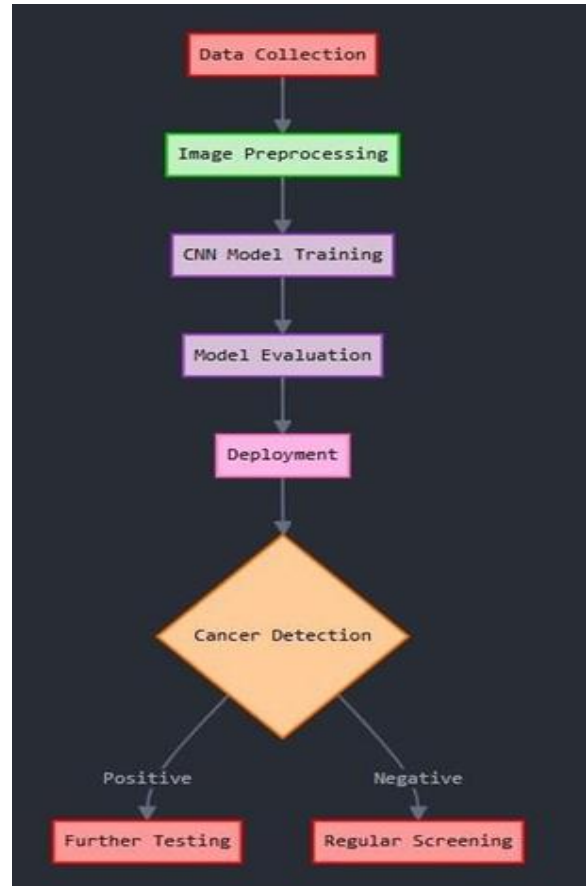 Data Collection
Image Preprocessing
CNN Model Training
Model Evaluation
Deployment
Cancer Detection
Positive
Negative
Further Testing
Regular Screening